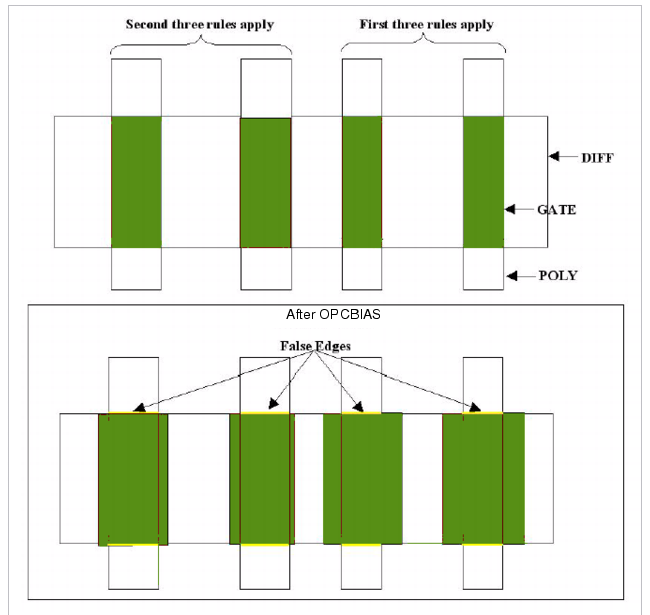 Second three rules apply
First three rules apply
DIFF
GATE
POLY
After OPCBIAS
False Edges